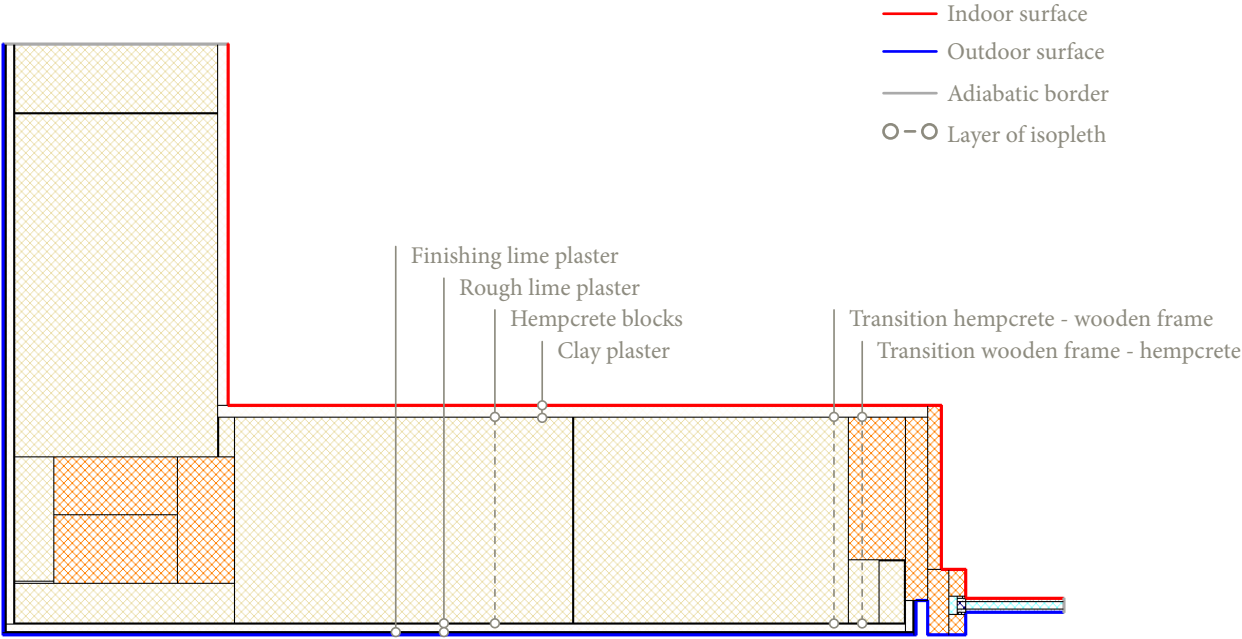 Indoor surface
Outdoor surface
Adiabatic border
Layer of isopleth
Finishing lime plaster
Rough lime plaster
Hempcrete blocks
Clay plaster
Transition hempcrete - wooden frame
Transition wooden frame - hempcrete